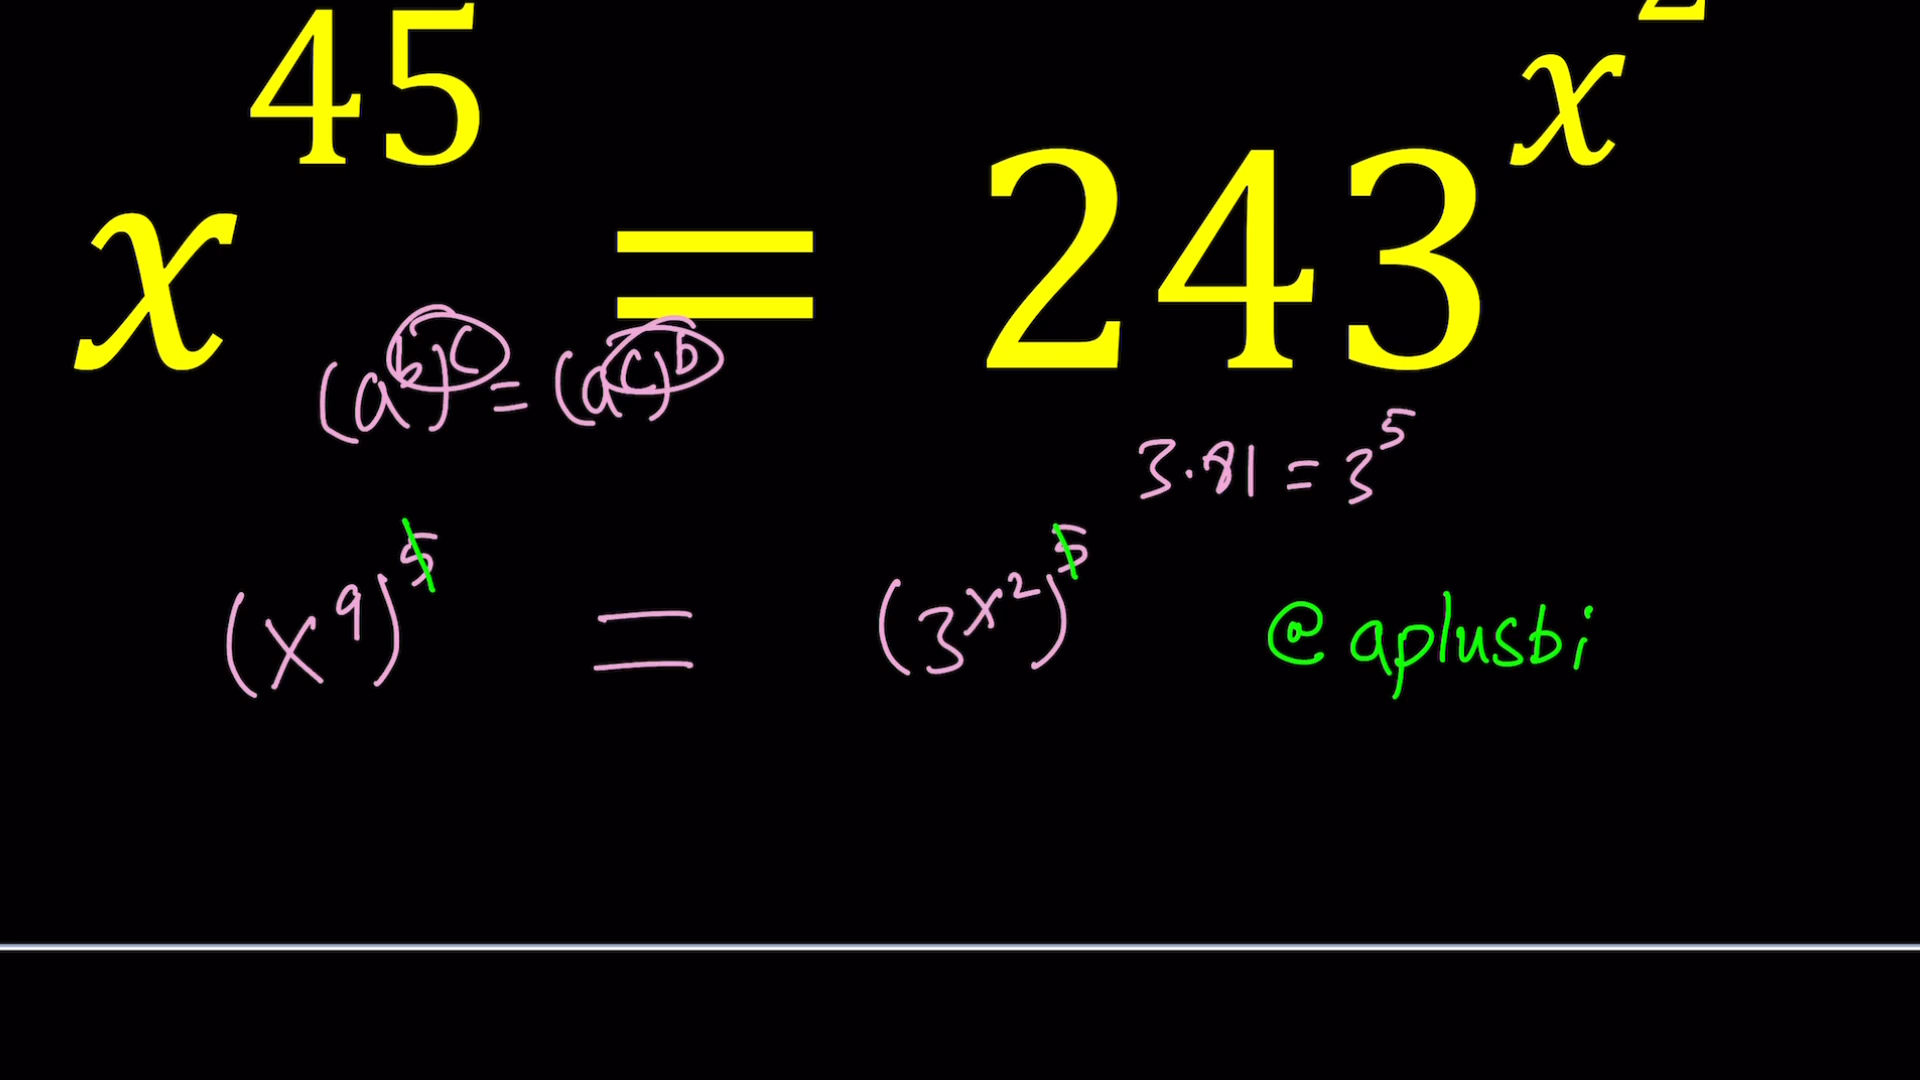 x^45 = 243^x^2
(a^b)^c = (a^c)^b
3·81 = 3^5
(x^9)^5 = (3^x^2)^5
@aplusbi